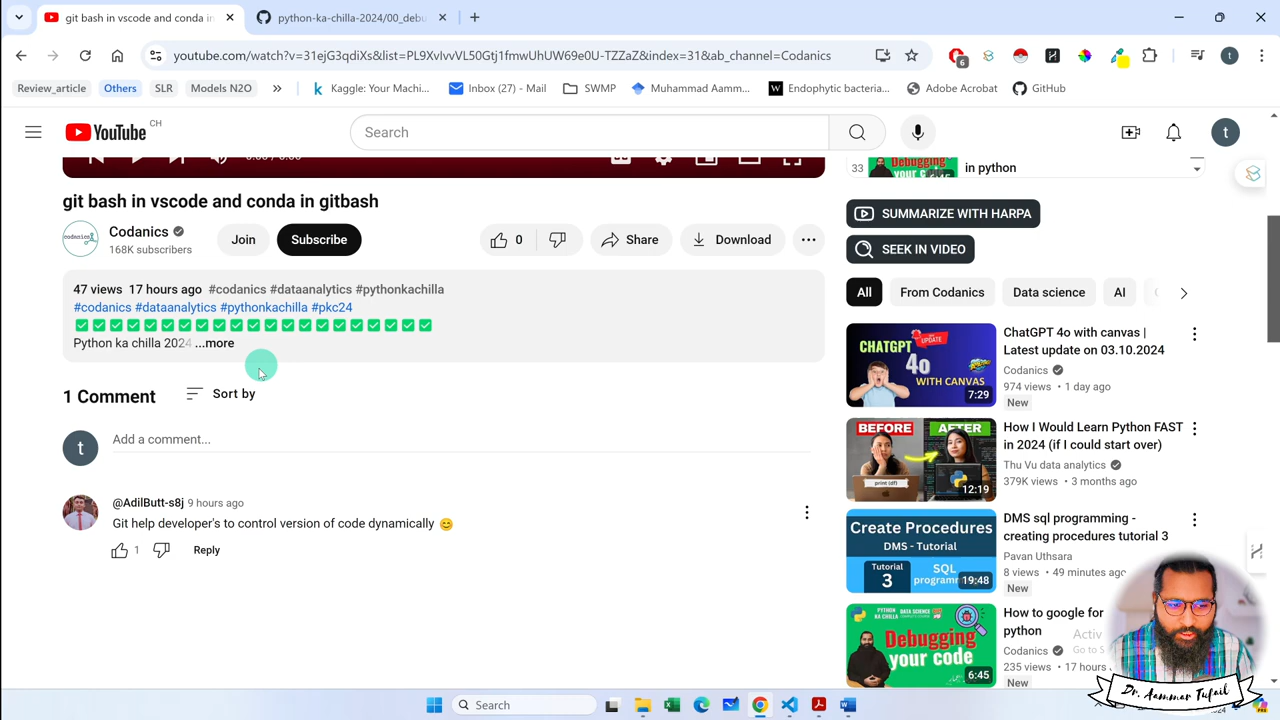 git bash in vscode and conda in
python-ka-chilla-2024/00_debu
youtube.com/watch?v=31ejG3qdiXs&list=PL9XvIvvVL50Gtj1fmwUhUW69e0U-TZZaZ&index=31&ab_channel=Codanics
6
Review_article
Others
SLR
Models N2O
Kaggle: Your Machi...
Inbox (27) - Mail
SWMP
Muhammad Aamm...
Endophytic bacteria...
Adobe Acrobat
GitHub
YouTube CH
Search
t
git bash in vscode and conda in gitbash
Codanics
168K subscribers
Join
Subscribe
0
Share
Download
47 views 17 hours ago #codanics #dataanalytics #pythonkachilla
#codanics #dataanalytics #pythonkachilla #pkc24
✅✅✅✅✅✅✅✅✅✅✅✅✅✅✅✅✅✅✅✅✅
Python ka chilla 2024 ...more
1 Comment
Sort by
t
Add a comment...
@AdilButt-s8j 9 hours ago
Git help developer's to control version of code dynamically 😊
1
Reply
33
Debugging
in python
SUMMARIZE WITH HARPA
SEEK IN VIDEO
All
From Codanics
Data science
AI
CHATGPT
UPDATE
4o
WITH CANVAS
7:29
ChatGPT 4o with canvas |
Latest update on 03.10.2024
Codanics
974 views • 1 day ago
New
BEFORE
AFTER
print (df)
12:19
How I Would Learn Python FAST
in 2024 (if I could start over)
Thu Vu data analytics
379K views • 3 months ago
Create Procedures
DMS - Tutorial
Tutorial
3
SQL
19:48
DMS sql programming -
creating procedures tutorial 3
Pavan Uthsara
8 views • 49 minutes ago
New
PYTHON
KA CHILLA
DATA SCIENCE
Debugging
your code
6:45
How to google for
python
Codanics
235 views • 17 hours
New
Activ
Go to S
Dr. Aammar Tufail
Search